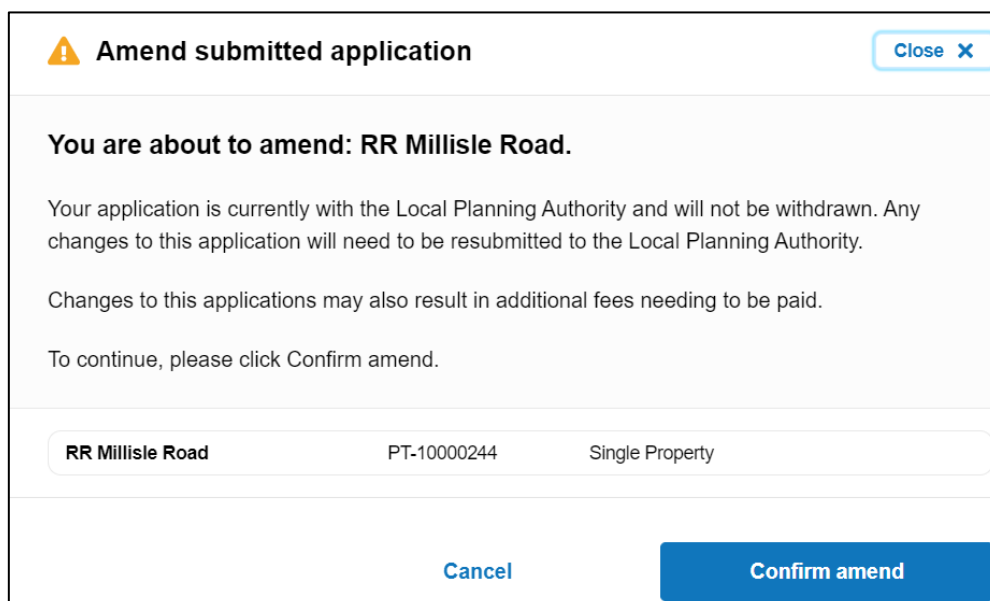 Amend submitted application
Close
You are about to amend: RR Millisle Road.
Your application is currently with the Local Planning Authority and will not be withdrawn. Any
changes to this application will need to be resubmitted to the Local Planning Authority.
Changes to this applications may also result in additional fees needing to be paid.
To continue, please click Confirm amend.
RR Millisle Road PT-10000244 Single Property
Cancel Confirm amend